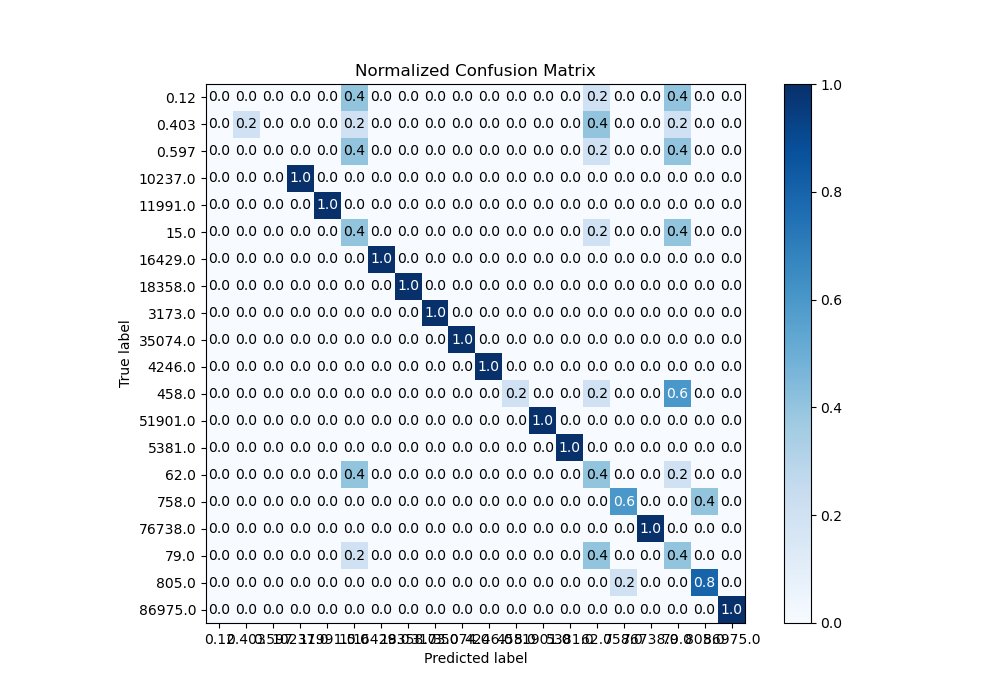 Normalized Confusion Matrix
0.12 0.0 0.0 0.0 0.0 0.0 0.4 0.0 0.0 0.0 0.0 0.0 0.0 0.0 0.0 0.2 0.0 0.0 0.4 0.0 0.0
0.403 0.0 0.2 0.0 0.0 0.0 0.2 0.0 0.0 0.0 0.0 0.0 0.0 0.0 0.0 0.4 0.0 0.0 0.2 0.0 0.0
0.597 0.0 0.0 0.0 0.0 0.0 0.4 0.0 0.0 0.0 0.0 0.0 0.0 0.0 0.0 0.2 0.0 0.0 0.4 0.0 0.0
10237.0 0.0 0.0 0.0 1.0 0.0 0.0 0.0 0.0 0.0 0.0 0.0 0.0 0.0 0.0 0.0 0.0 0.0 0.0 0.0 0.0
11991.0 0.0 0.0 0.0 0.0 1.0 0.0 0.0 0.0 0.0 0.0 0.0 0.0 0.0 0.0 0.0 0.0 0.0 0.0 0.0 0.0
15.0 0.0 0.0 0.0 0.0 0.0 0.4 0.0 0.0 0.0 0.0 0.0 0.0 0.0 0.0 0.2 0.0 0.0 0.4 0.0 0.0
16429.0 0.0 0.0 0.0 0.0 0.0 0.0 1.0 0.0 0.0 0.0 0.0 0.0 0.0 0.0 0.0 0.0 0.0 0.0 0.0 0.0
18358.0 0.0 0.0 0.0 0.0 0.0 0.0 0.0 1.0 0.0 0.0 0.0 0.0 0.0 0.0 0.0 0.0 0.0 0.0 0.0 0.0
3173.0 0.0 0.0 0.0 0.0 0.0 0.0 0.0 0.0 1.0 0.0 0.0 0.0 0.0 0.0 0.0 0.0 0.0 0.0 0.0 0.0
35074.0 0.0 0.0 0.0 0.0 0.0 0.0 0.0 0.0 0.0 1.0 0.0 0.0 0.0 0.0 0.0 0.0 0.0 0.0 0.0 0.0
4246.0 0.0 0.0 0.0 0.0 0.0 0.0 0.0 0.0 0.0 0.0 1.0 0.0 0.0 0.0 0.0 0.0 0.0 0.0 0.0 0.0
458.0 0.0 0.0 0.0 0.0 0.0 0.0 0.0 0.0 0.0 0.0 0.0 0.2 0.0 0.0 0.2 0.0 0.0 0.6 0.0 0.0
51901.0 0.0 0.0 0.0 0.0 0.0 0.0 0.0 0.0 0.0 0.0 0.0 0.0 1.0 0.0 0.0 0.0 0.0 0.0 0.0 0.0
5381.0 0.0 0.0 0.0 0.0 0.0 0.0 0.0 0.0 0.0 0.0 0.0 0.0 0.0 1.0 0.0 0.0 0.0 0.0 0.0 0.0
62.0 0.0 0.0 0.0 0.0 0.0 0.4 0.0 0.0 0.0 0.0 0.0 0.0 0.0 0.0 0.4 0.0 0.0 0.2 0.0 0.0
758.0 0.0 0.0 0.0 0.0 0.0 0.0 0.0 0.0 0.0 0.0 0.0 0.0 0.0 0.0 0.0 0.6 0.0 0.0 0.4 0.0
76738.0 0.0 0.0 0.0 0.0 0.0 0.0 0.0 0.0 0.0 0.0 0.0 0.0 0.0 0.0 0.0 0.0 1.0 0.0 0.0 0.0
79.0 0.0 0.0 0.0 0.0 0.0 0.2 0.0 0.0 0.0 0.0 0.0 0.0 0.0 0.0 0.4 0.0 0.0 0.4 0.0 0.0
805.0 0.0 0.0 0.0 0.0 0.0 0.0 0.0 0.0 0.0 0.0 0.0 0.0 0.0 0.0 0.0 0.2 0.0 0.0 0.8 0.0
86975.0 0.0 0.0 0.0 0.0 0.0 0.0 0.0 0.0 0.0 0.0 0.0 0.0 0.0 0.0 0.0 0.0 0.0 0.0 0.0 1.0
True label
Predicted label
1.0
0.8
0.6
0.4
0.2
0.0